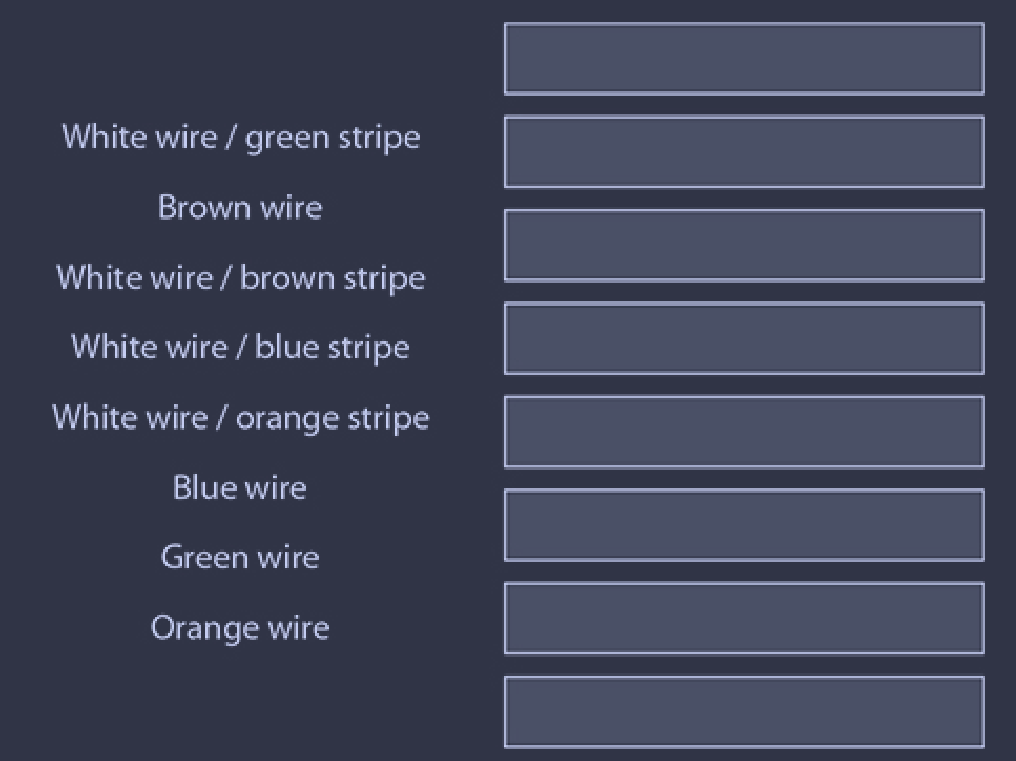 White wire / green stripe
Brown wire
White wire / brown stripe
White wire / blue stripe
White wire / orange stripe
Blue wire
Green wire
Orange wire